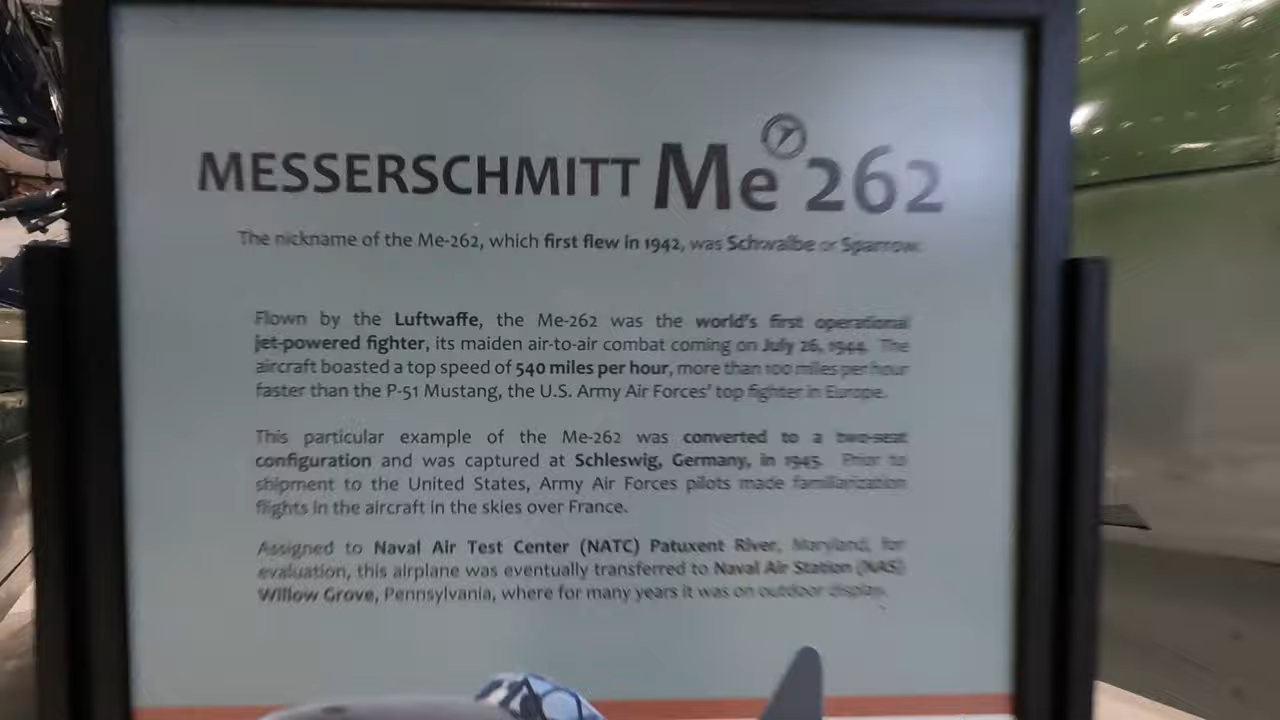 MESSERSCHMITT Me 262
The nickname of the Me-262, which first flew in 1942, was Schwalbe or Sparrow.
Flown by the Luftwaffe, the Me-262 was the world's first operational
jet-powered fighter, its maiden air-to-air combat coming on July 26, 1944. The
aircraft boasted a top speed of 540 miles per hour, more than 100 miles per hour
faster than the P-51 Mustang, the U.S. Army Air Forces' top fighter in Europe.
This particular example of the Me-262 was converted to a two-seat
configuration and was captured at Schleswig, Germany, in 1945. Prior to
shipment to the United States, Army Air Forces pilots made familiarization
flights in the aircraft in the skies over France.
Assigned to Naval Air Test Center (NATC) Patuxent River, Maryland, for
evaluation, this airplane was eventually transferred to Naval Air Station (NAS)
Willow Grove, Pennsylvania, where for many years it was on outdoor display.